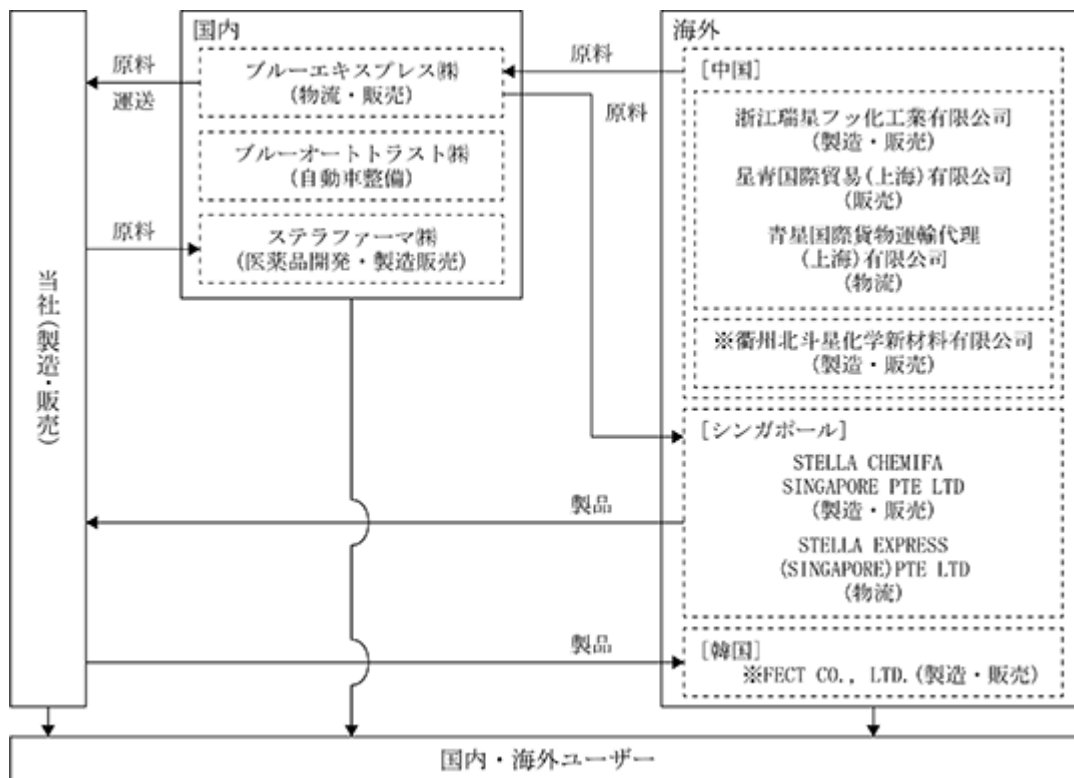 当社(製造・販売)
国内
原料
運送
ブルーエキスプレス㈱
(物流・販売)
ブルーオートトラスト㈱
(自動車整備)
原料
ステラファーマ㈱
(医薬品開発・製造販売)
原料
原料
海外
[中国]
浙江瑞星フッ化工業有限公司
(製造・販売)
星青国際貿易(上海)有限公司
(販売)
青星国際貨物運輸代理
(上海)有限公司
(物流)
※衢州北斗星化学新材料有限公司
(製造・販売)
[シンガポール]
STELLA CHEMIFA
SINGAPORE PTE LTD
(製造・販売)
STELLA EXPRESS
(SINGAPORE)PTE LTD
(物流)
製品
製品
[韓国]
※FECT CO., LTD.(製造・販売)
国内・海外ユーザー